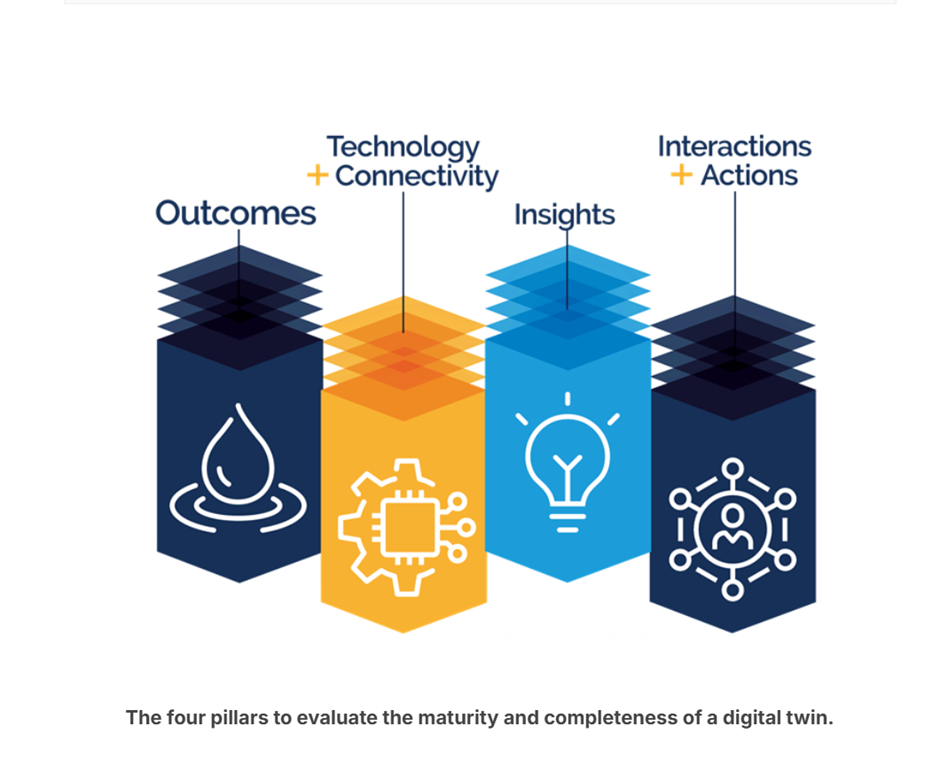 Outcomes
Technology
+ Connectivity
Insights
Interactions
+ Actions
The four pillars to evaluate the maturity and completeness of a digital twin.